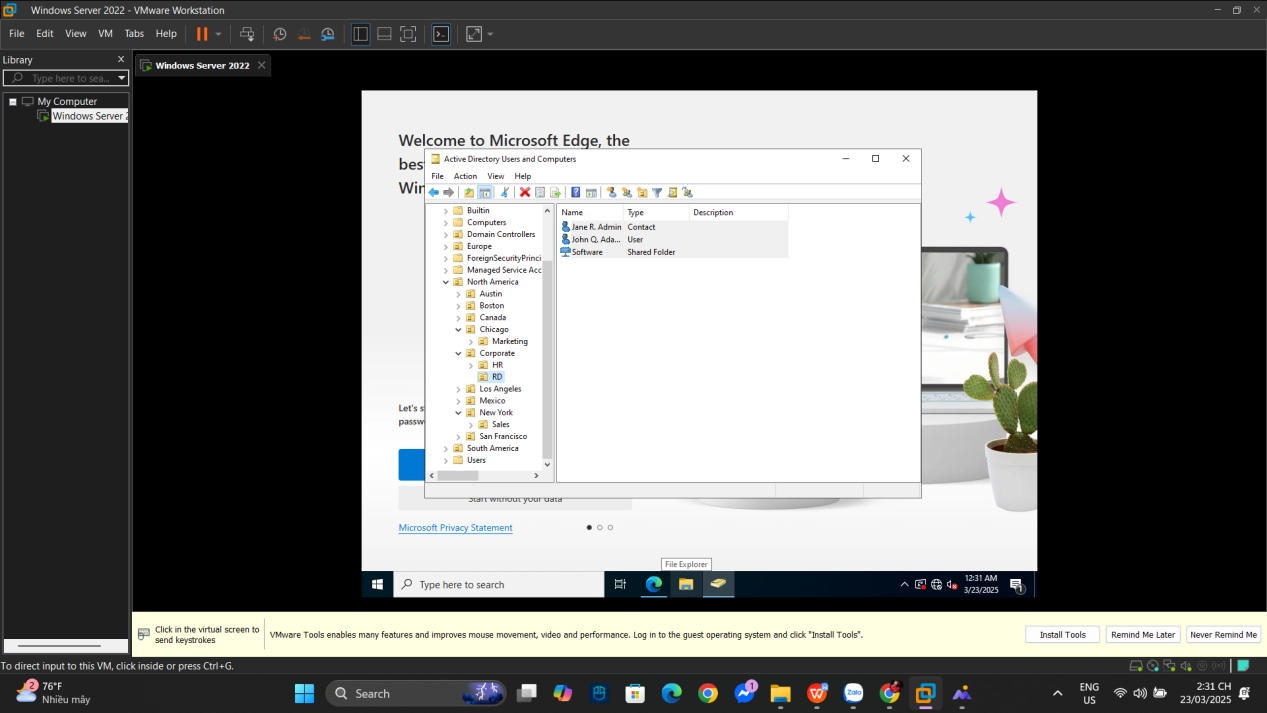 Windows Server 2022 - VMware Workstation
File Edit View VM Tabs Help
Library
Type here to sea...
My Computer
Windows Server 2
Windows Server 2022
Welcome to Microsoft Edge, the
bes
Win
Active Directory Users and Computers
File Action View Help
Builtin
Computers
Domain Controllers
Europe
ForeignSecurityPrinci
Managed Service Acc
North America
Austin
Boston
Canada
Chicago
Marketing
Corporate
HR
RD
Los Angeles
Mexico
New York
Sales
San Francisco
South America
Users
Name Type Description
Jane R. Admin Contact
John Q. Ada... User
Software Shared Folder
Let's s
passw
Start without your data
Microsoft Privacy Statement
File Explorer
Type here to search
12:31 AM
3/23/2025
1
Click in the virtual screen to
send keystrokes
VMware Tools enables many features and improves mouse movement, video and performance. Log in to the guest operating system and click "Install Tools".
Install Tools
Remind Me Later
Never Remind Me
To direct input to this VM, click inside or press Ctrl+G.
2
76°F
Nhiều mây
Search
1
Zalo
ENG
US
2:31 CH
23/03/2025